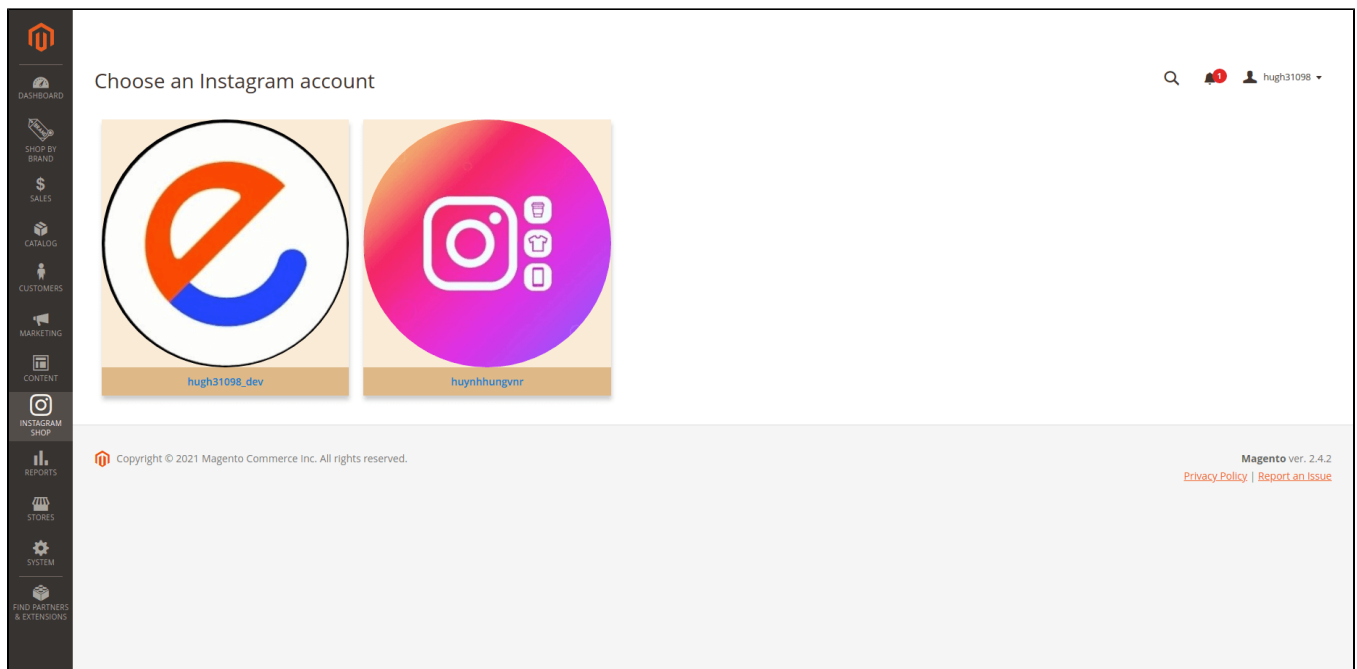 DASHBOARD
SHOP BY
BRAND
SALES
CATALOG
CUSTOMERS
MARKETING
CONTENT
INSTAGRAM
SHOP
REPORTS
STORES
SYSTEM
FIND PARTNERS
& EXTENSIONS
Choose an Instagram account
1
hugh31098
hugh31098_dev
huynhhungvnr
Copyright © 2021 Magento Commerce Inc. All rights reserved.
Magento ver. 2.4.2
Privacy Policy | Report an Issue